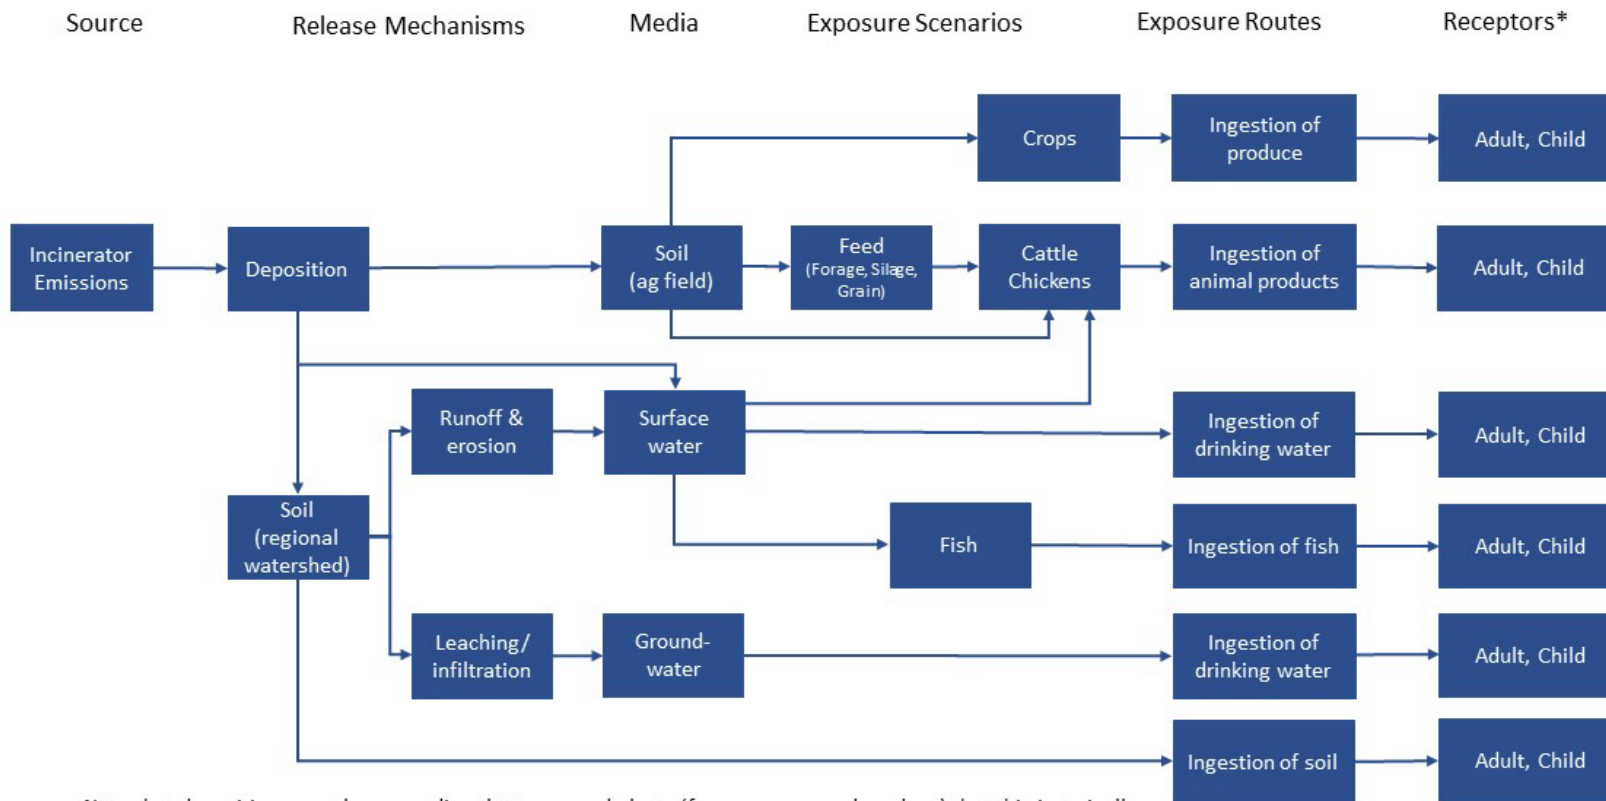 Source
Release Mechanisms
Media
Exposure Scenarios
Exposure Routes
Receptors*
Crops
Ingestion of
produce
Adult, Child
Incinerator
Emissions
Deposition
Soil
(ag field)
Feed
(Forage, Silage,
Grain)
Cattle
Chickens
Ingestion of
animal products
Adult, Child
Runoff &
erosion
Surface
water
Ingestion of
drinking water
Adult, Child
Soil
(regional
watershed)
Fish
Ingestion of fish
Adult, Child
Leaching/
infiltration
Ground-
water
Ingestion of
drinking water
Adult, Child
Ingestion of soil
Adult, Child